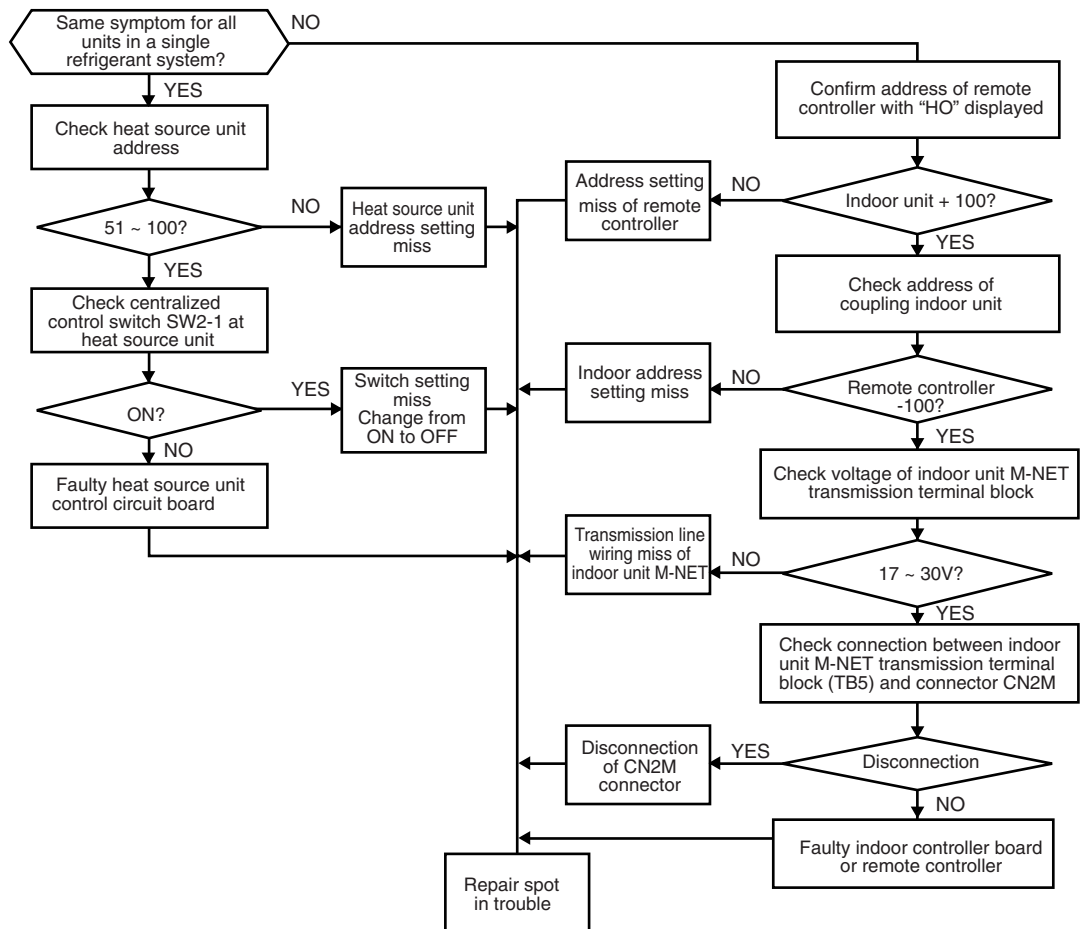 Same symptom for all
units in a single
refrigerant system?
NO
YES
Check heat source unit
address
51 ~ 100?
NO
Heat source unit
address setting
miss
YES
Check centralized
control switch SW2-1 at
heat source unit
ON?
YES
Switch setting
miss
Change from
ON to OFF
NO
Faulty heat source unit
control circuit board
Confirm address of remote
controller with “HO” displayed
Indoor unit + 100?
NO
Address setting
miss of remote
controller
YES
Check address of
coupling indoor unit
Remote controller
-100?
NO
Indoor address
setting miss
YES
Check voltage of indoor unit M-NET
transmission terminal block
17 ~ 30V?
NO
Transmission line
wiring miss of
indoor unit M-NET
YES
Check connection between indoor
unit M-NET transmission terminal
block (TB5) and connector CN2M
Disconnection
YES
Disconnection
of CN2M
connector
NO
Faulty indoor controller board
or remote controller
Repair spot
in trouble